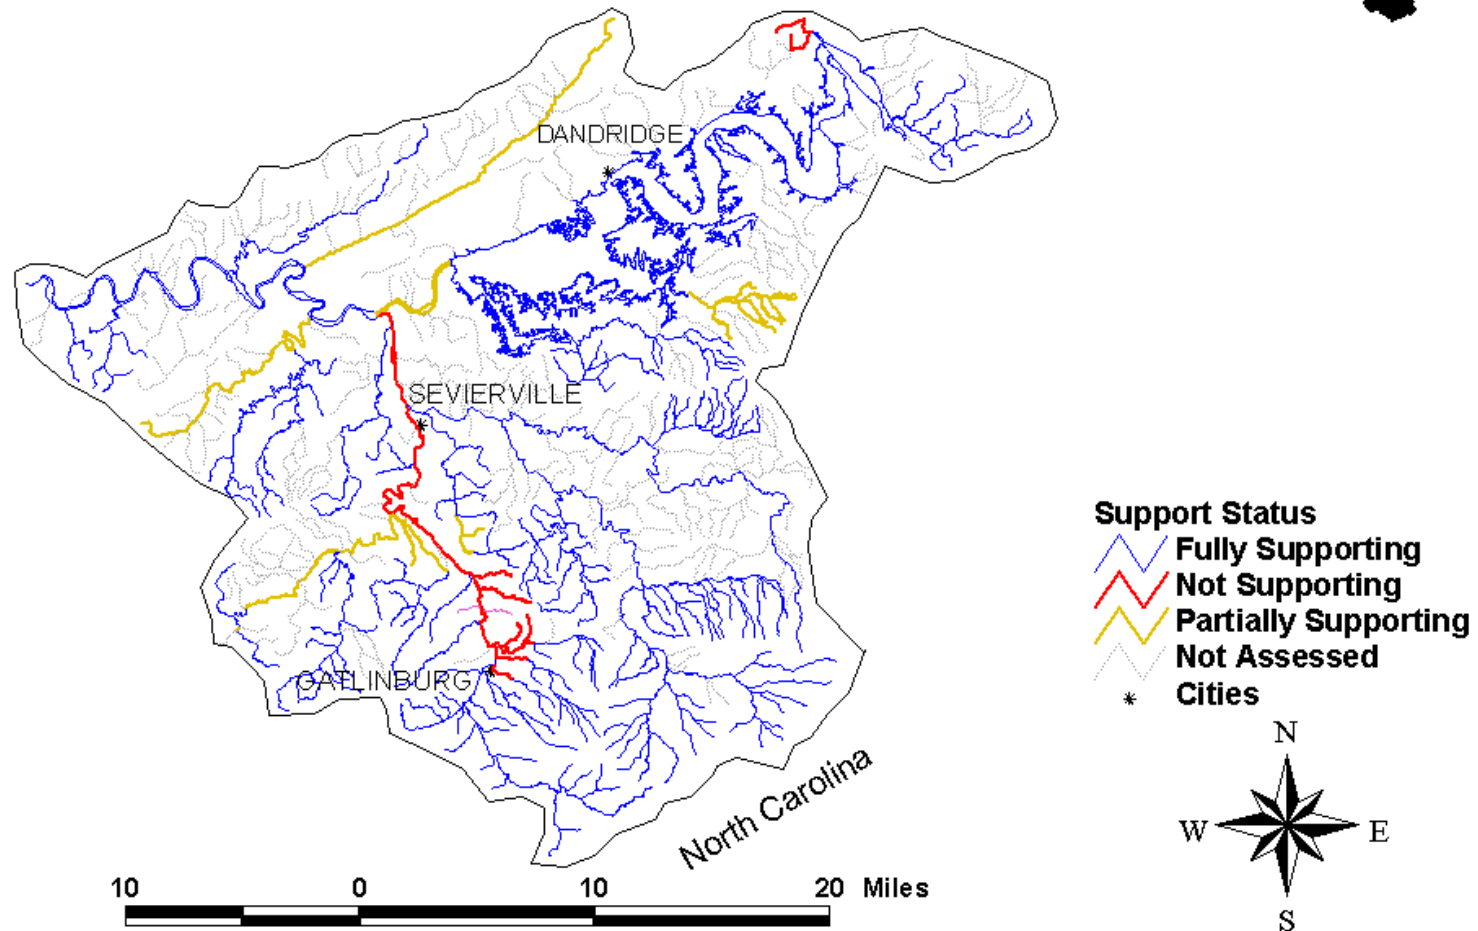 DANDRIDGE
SEVIERVILLE
GATLINBURG
North Carolina
Support Status
Fully Supporting
Not Supporting
Partially Supporting
Not Assessed
* Cities
N
W E
S
10 0 10 20 Miles